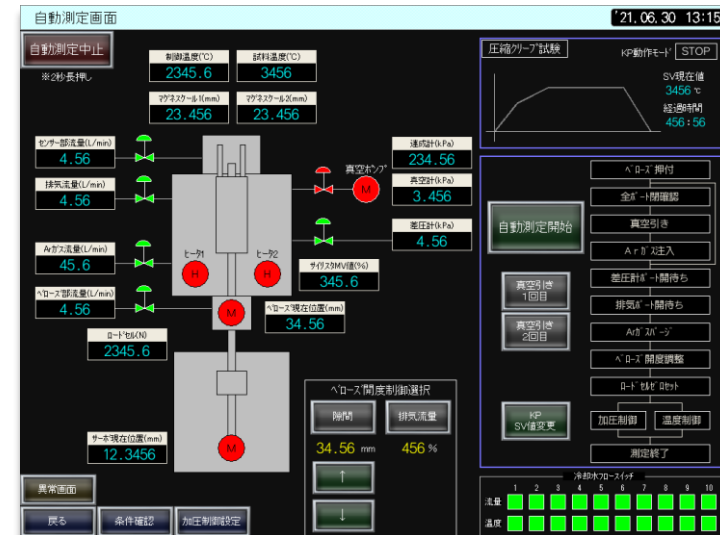 自動測定画面
'21.06.30 13:15
自動測定中止
※2秒長押し
制御温度(℃)
2345.6
試料温度(℃)
3456
マグネスケール1(mm)
23.456
マグネスケール2(mm)
23.456
センサー部流量(L/min)
4.56
排気流量(L/min)
4.56
Arガス流量(L/min)
45.6
ベローズ部流量(L/min)
4.56
ロードセル(N)
2345.6
サーボ現在位置(mm)
12.3456
真空ポンプ
M
ヒータ1
H
ヒータ2
H
M
M
連成計(kPa)
234.56
真空計(kPa)
3.456
差圧計(kPa)
4.56
サイリスタMV値(%)
345.6
ベローズ現在位置(mm)
34.56
ベローズ開度制御選択
隙間
排気流量
34.56 mm
456 %
↑
↓
異常画面
戻る
条件確認
加圧制御設定
圧縮クリープ試験
KP動作モード STOP
SV現在値
3456 ℃
経過時間
456:56
自動測定開始
真空引き
1回目
真空引き
2回目
KP
SV値変更
ベローズ押付
全ポート閉確認
真空引き
Arガス注入
差圧計ポート開待ち
排気ポート開待ち
Arガスパージ
ベローズ開度調整
ロードセルゼロセット
加圧制御
温度制御
測定終了
冷却水フロースイッチ
1 2 3 4 5 6 7 8 9 10
流量
温度